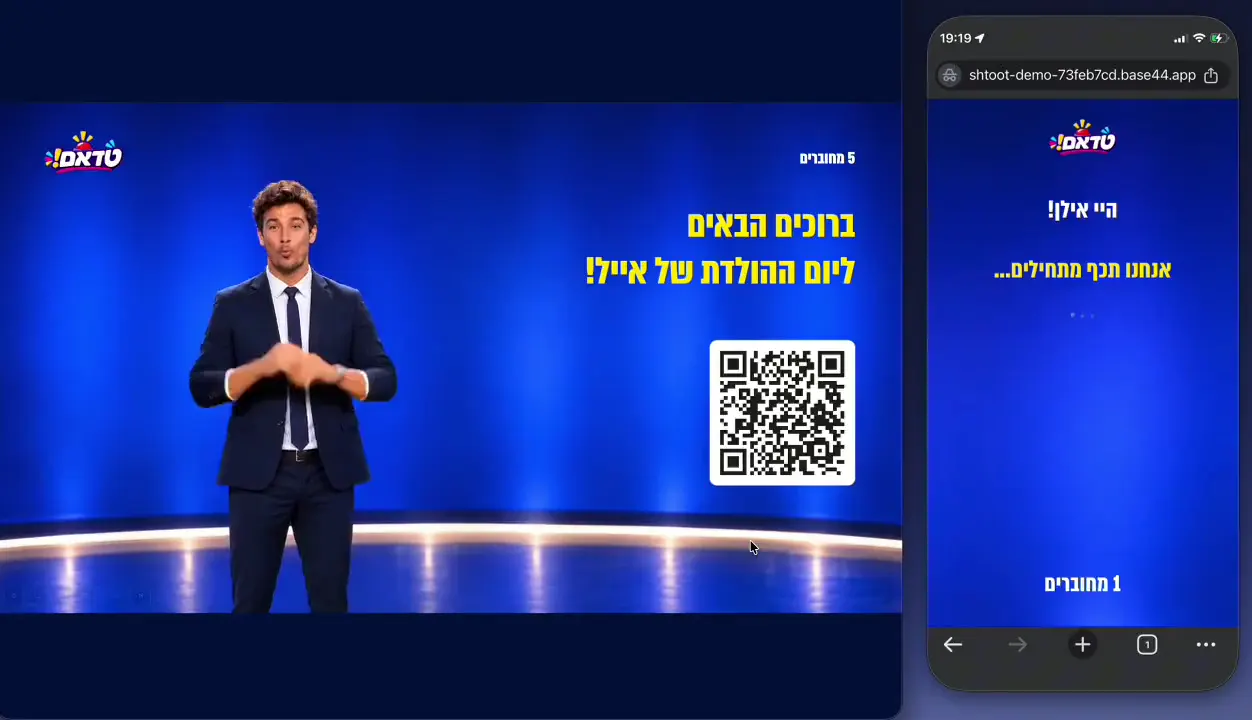 טדאם!
5 מחוברים
ברוכים הבאים
ליום ההולדת של אייל!
19:19
shtoot-demo-73feb7cd.base44.app
טדאם!
היי אילן!
אנחנו תכף מתחילים...
1 מחוברים
1